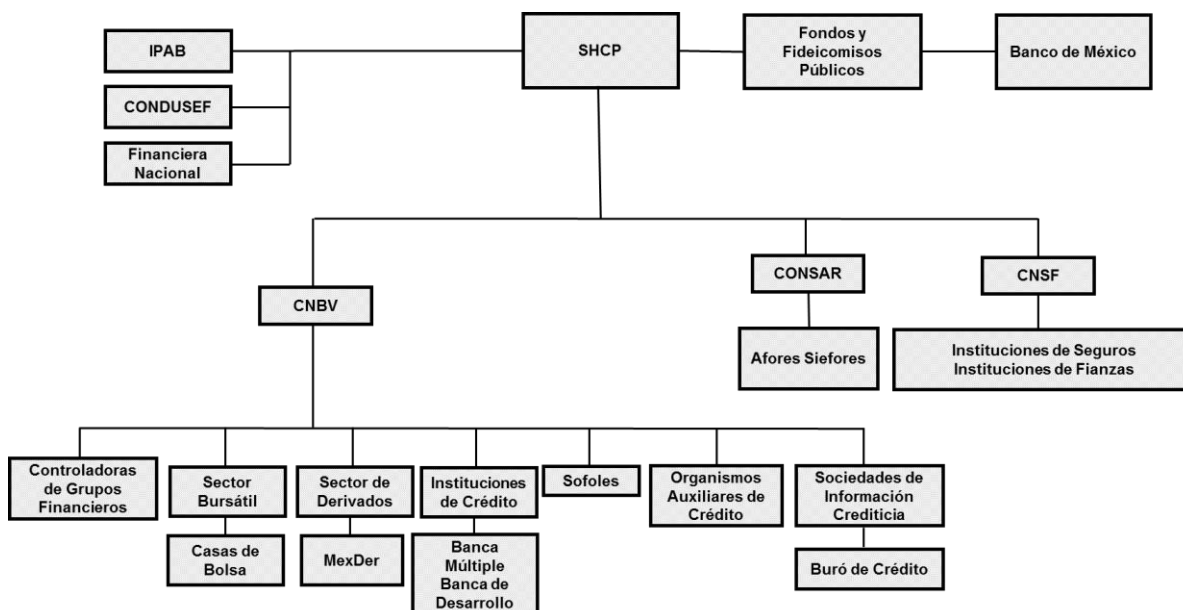 IPAB
SHCP
Fondos y
Fideicomisos
Públicos
Banco de México
CONDUSEF
Financiera
Nacional
CNBV
CONSAR
CNSF
Afores Siefores
Instituciones de Seguros
Instituciones de Fianzas
Controladoras
de Grupos
Financieros
Sector
Bursátil
Sector de
Derivados
Instituciones
de Crédito
Sofoles
Organismos
Auxiliares de
Crédito
Sociedades de
Información
Crediticia
Casas de
Bolsa
MexDer
Banca
Múltiple
Banca de
Desarrollo
Buró de Crédito